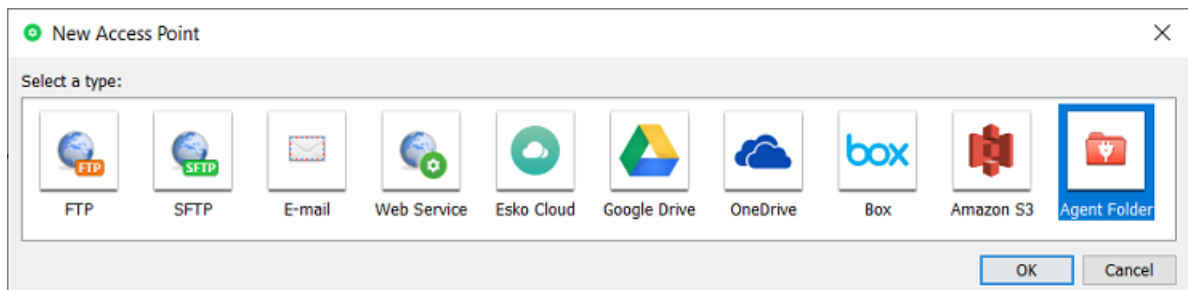 New Access Point
Select a type:
FTP
SFTP
box
FTP SFTP E-mail Web Service Esko Cloud Google Drive OneDrive Box Amazon S3 Agent Folder
OK Cancel